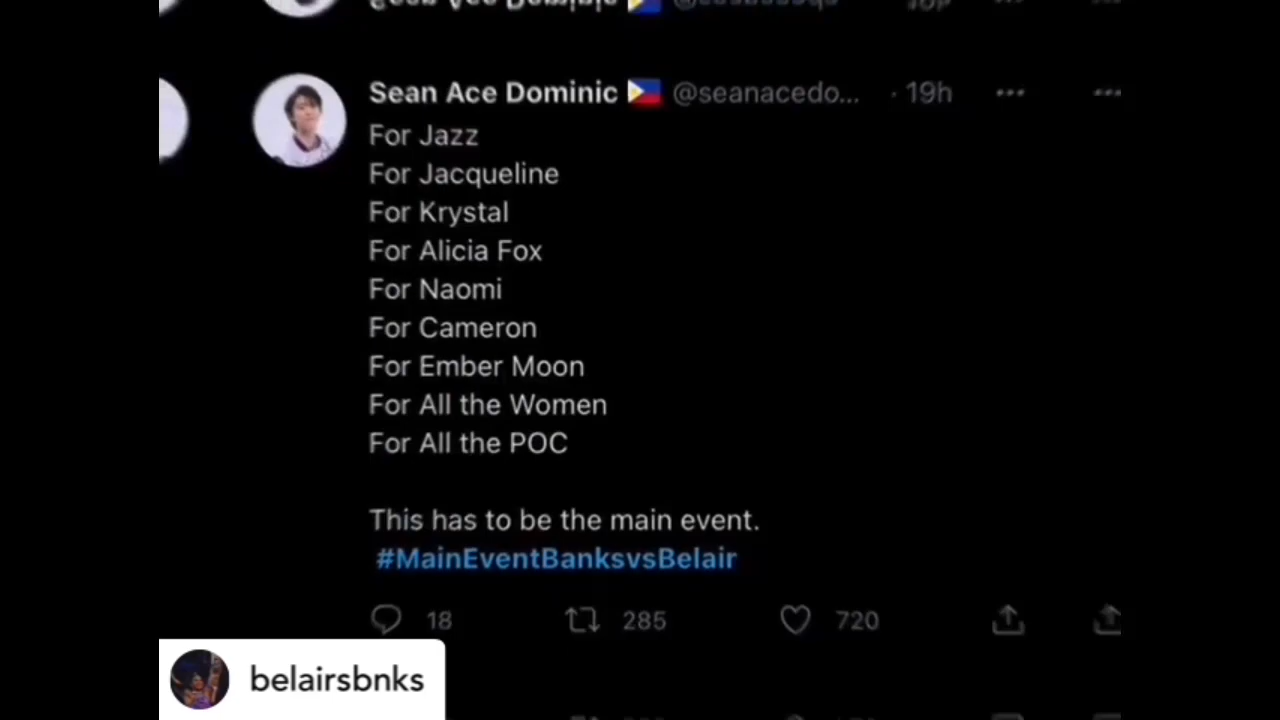 Sean Ace Dominic 🇵🇭 @seanacedo... · 19h
For Jazz
For Jacqueline
For Krystal
For Alicia Fox
For Naomi
For Cameron
For Ember Moon
For All the Women
For All the POC
This has to be the main event.
#MainEventBanksvsBelair
18 285 720
belairsbnks